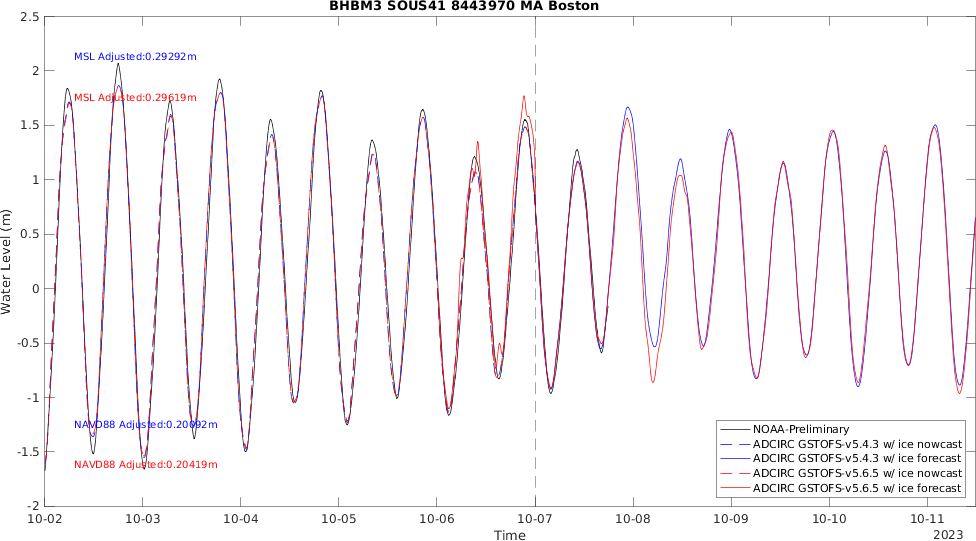 BHBM3 SOUS41 8443970 MA Boston
2.5
2
1.5
1
0.5
0
-0.5
-1
-1.5
-2
Water Level (m)
MSL Adjusted:0.29292m
MSL Adjusted:0.29619m
NAVD88 Adjusted:0.20092m
NAVD88 Adjusted:0.20419m
NOAA-Preliminary
ADCIRC GSTOFS-v5.4.3 w/ ice nowcast
ADCIRC GSTOFS-v5.4.3 w/ ice forecast
ADCIRC GSTOFS-v5.6.5 w/ ice nowcast
ADCIRC GSTOFS-v5.6.5 w/ ice forecast
10-02 10-03 10-04 10-05 10-06 10-07 10-08 10-09 10-10 10-11
Time
2023